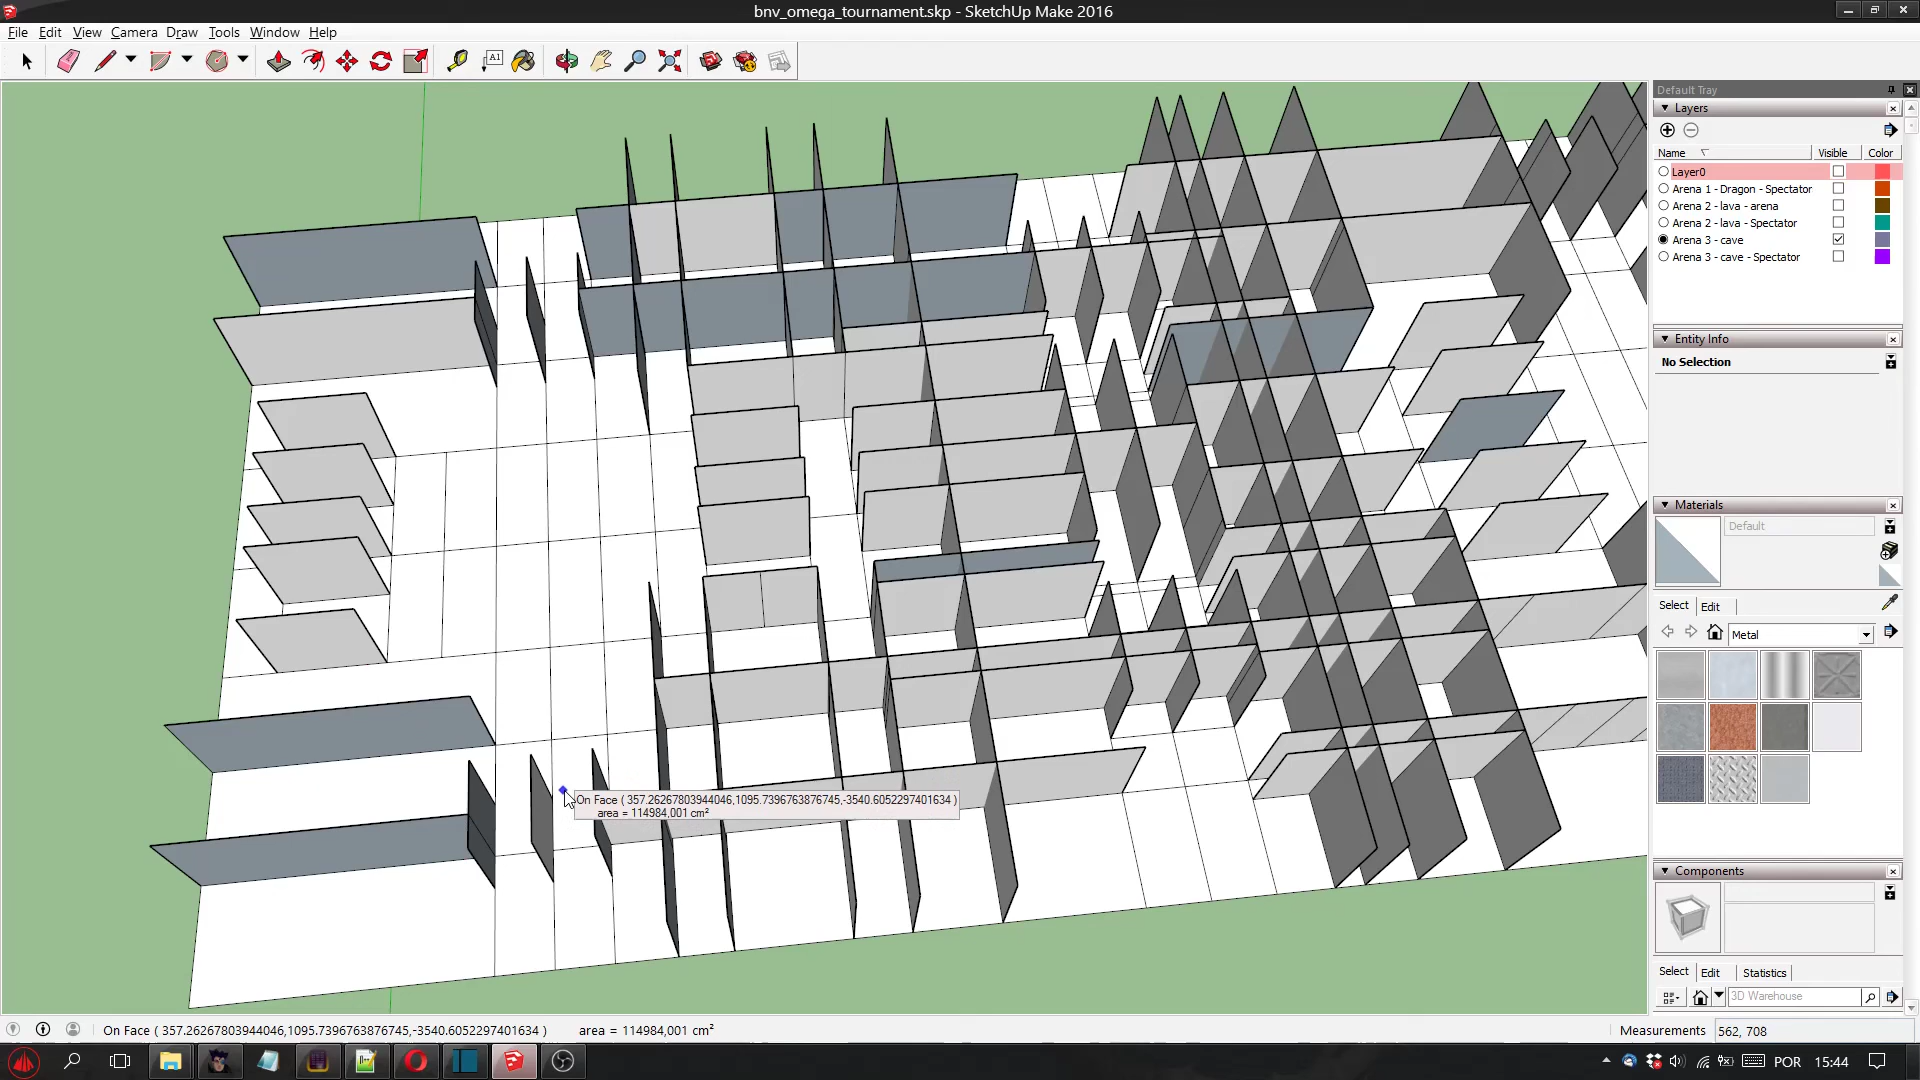 bnv_omega_tournament.skp - SketchUp Make 2016
File Edit View Camera Draw Tools Window Help
A1
Default Tray
Layers
Name Visible Color
Layer0
Arena 1 - Dragon - Spectator
Arena 2 - lava - arena
Arena 2 - lava - Spectator
Arena 3 - cave
Arena 3 - cave - Spectator
Entity Info
No Selection
Materials
Default
Select Edit
Metal
Components
Select Edit Statistics
3D Warehouse
On Face ( 357.26267803944046,1095.7396763876745,-3540.6052297401634 )
area = 114984,001 cm²
On Face ( 357.26267803944046,1095.7396763876745,-3540.6052297401634 ) area = 114984,001 cm²
Measurements 562, 708
POR 15:44